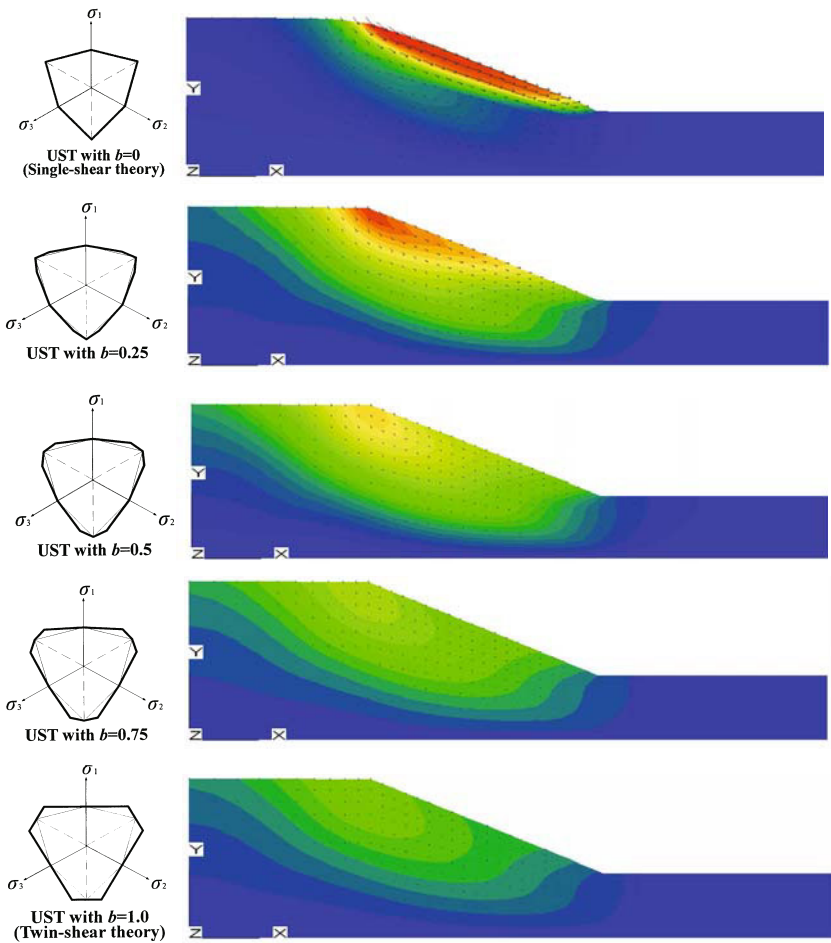 σ1
σ3
σ2
UST with b=0
(Single-shear theory)
Y
Z
X
σ1
σ3
σ2
UST with b=0.25
Y
Z
X
σ1
σ3
σ2
UST with b=0.5
Y
Z
X
σ1
σ3
σ2
UST with b=0.75
Y
Z
X
σ1
σ3
σ2
UST with b=1.0
(Twin-shear theory)
Y
Z
X